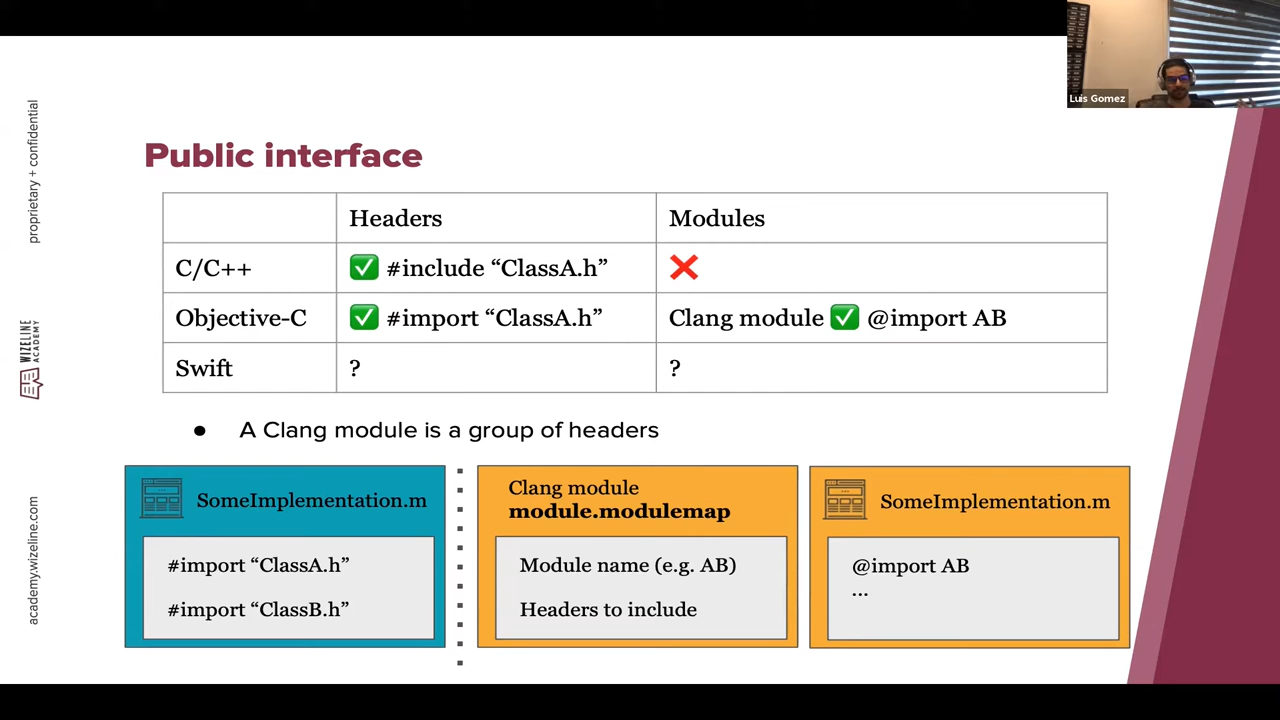 Luis Gomez
proprietary + confidential
WIZELINE
ACADEMY
academy.wizeline.com
Public interface
Headers Modules
C/C++ ✅ #include “ClassA.h” ❌
Objective-C ✅ #import “ClassA.h” Clang module ✅ @import AB
Swift ? ?
● A Clang module is a group of headers
SomeImplementation.m
#import “ClassA.h”
#import “ClassB.h”
Clang module
module.modulemap
Module name (e.g. AB)
Headers to include
SomeImplementation.m
@import AB
...